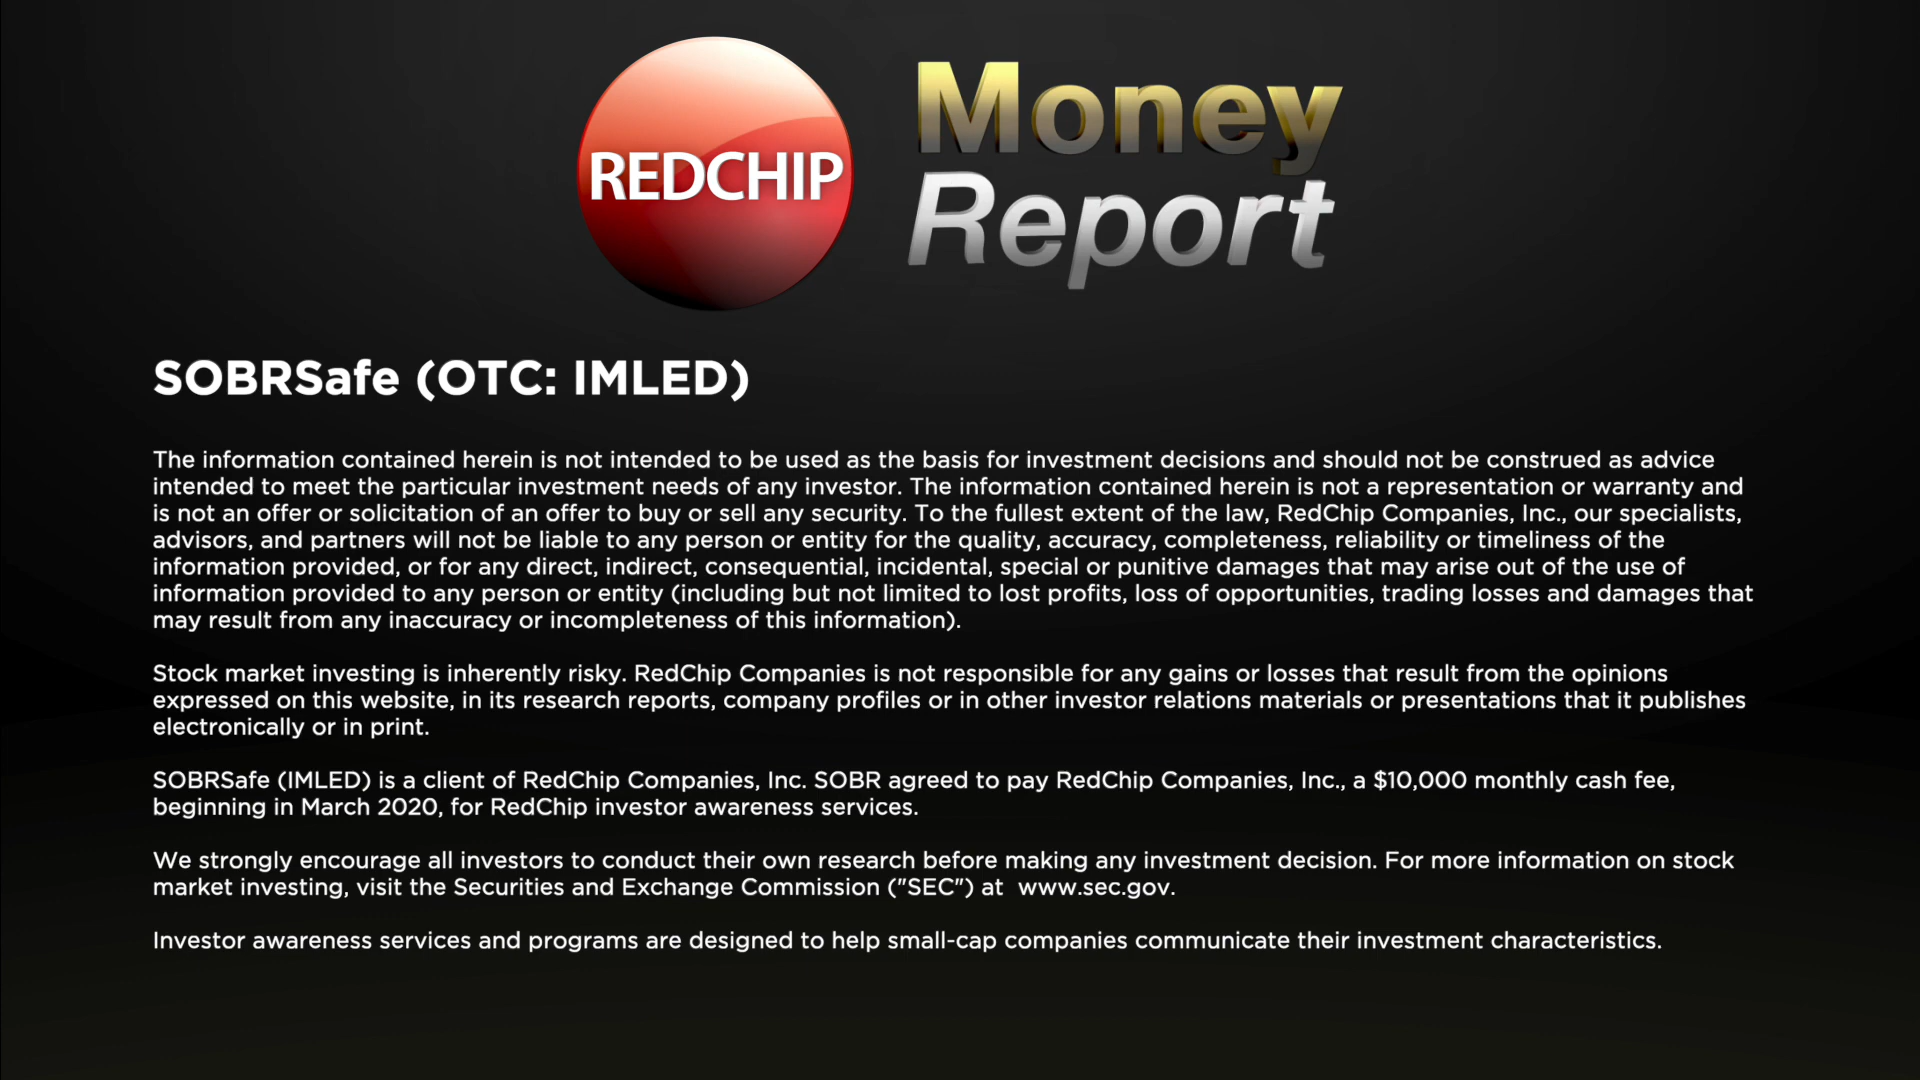 REDCHIP
Money
Report
SOBRSafe (OTC: IMLED)
The information contained herein is not intended to be used as the basis for investment decisions and should not be construed as advice
intended to meet the particular investment needs of any investor. The information contained herein is not a representation or warranty and
is not an offer or solicitation of an offer to buy or sell any security. To the fullest extent of the law, RedChip Companies, Inc., our specialists,
advisors, and partners will not be liable to any person or entity for the quality, accuracy, completeness, reliability or timeliness of the
information provided, or for any direct, indirect, consequential, incidental, special or punitive damages that may arise out of the use of
information provided to any person or entity (including but not limited to lost profits, loss of opportunities, trading losses and damages that
may result from any inaccuracy or incompleteness of this information).
Stock market investing is inherently risky. RedChip Companies is not responsible for any gains or losses that result from the opinions
expressed on this website, in its research reports, company profiles or in other investor relations materials or presentations that it publishes
electronically or in print.
SOBRSafe (IMLED) is a client of RedChip Companies, Inc. SOBR agreed to pay RedChip Companies, Inc., a $10,000 monthly cash fee,
beginning in March 2020, for RedChip investor awareness services.
We strongly encourage all investors to conduct their own research before making any investment decision. For more information on stock
market investing, visit the Securities and Exchange Commission ("SEC") at  www.sec.gov.
Investor awareness services and programs are designed to help small-cap companies communicate their investment characteristics.